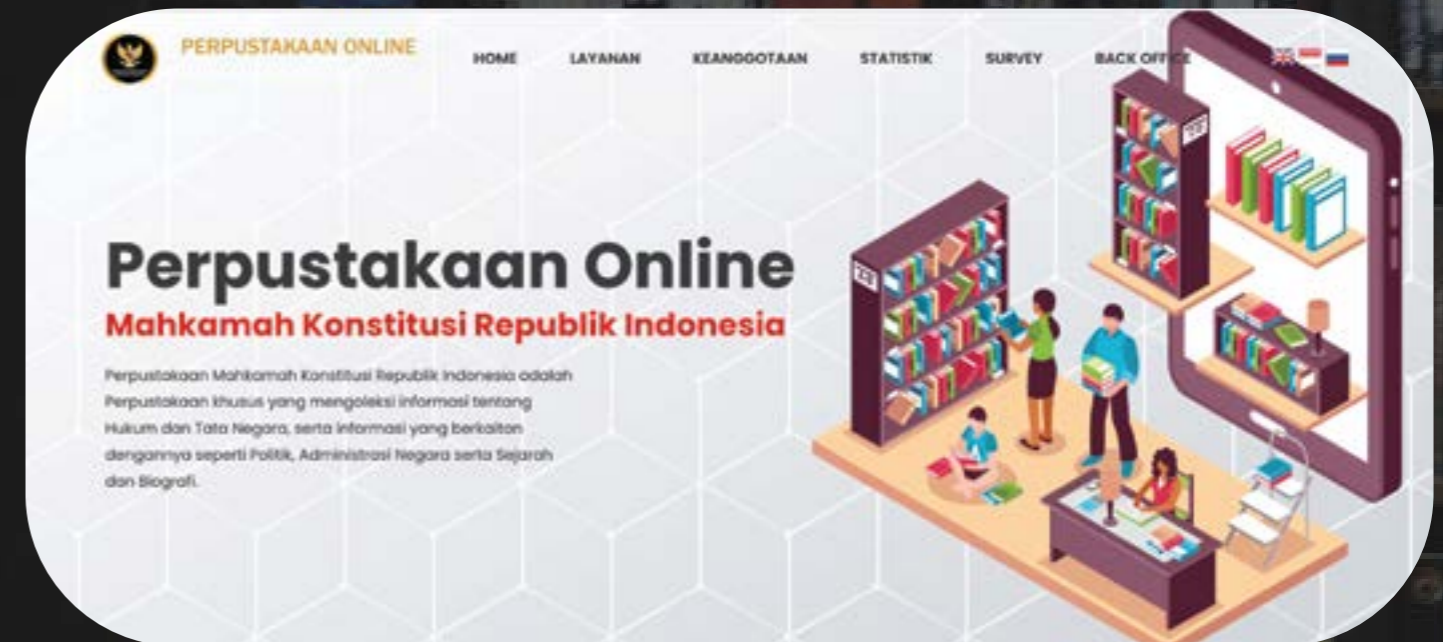 PERPUSTAKAAN ONLINE
HOME LAYANAN KEANGGOTAAN STATISTIK SURVEY BACK OFFICE
Perpustakaan Online
Mahkamah Konstitusi Republik Indonesia
Perpustakaan Mahkamah Konstitusi Republik Indonesia adalah
Perpustakaan khusus yang mengoleksi informasi tentang
Hukum dan Tata Negara, serta informasi yang berkaitan
dengannya seperti Politik, Administrasi Negara serta Sejarah
dan Biografi.